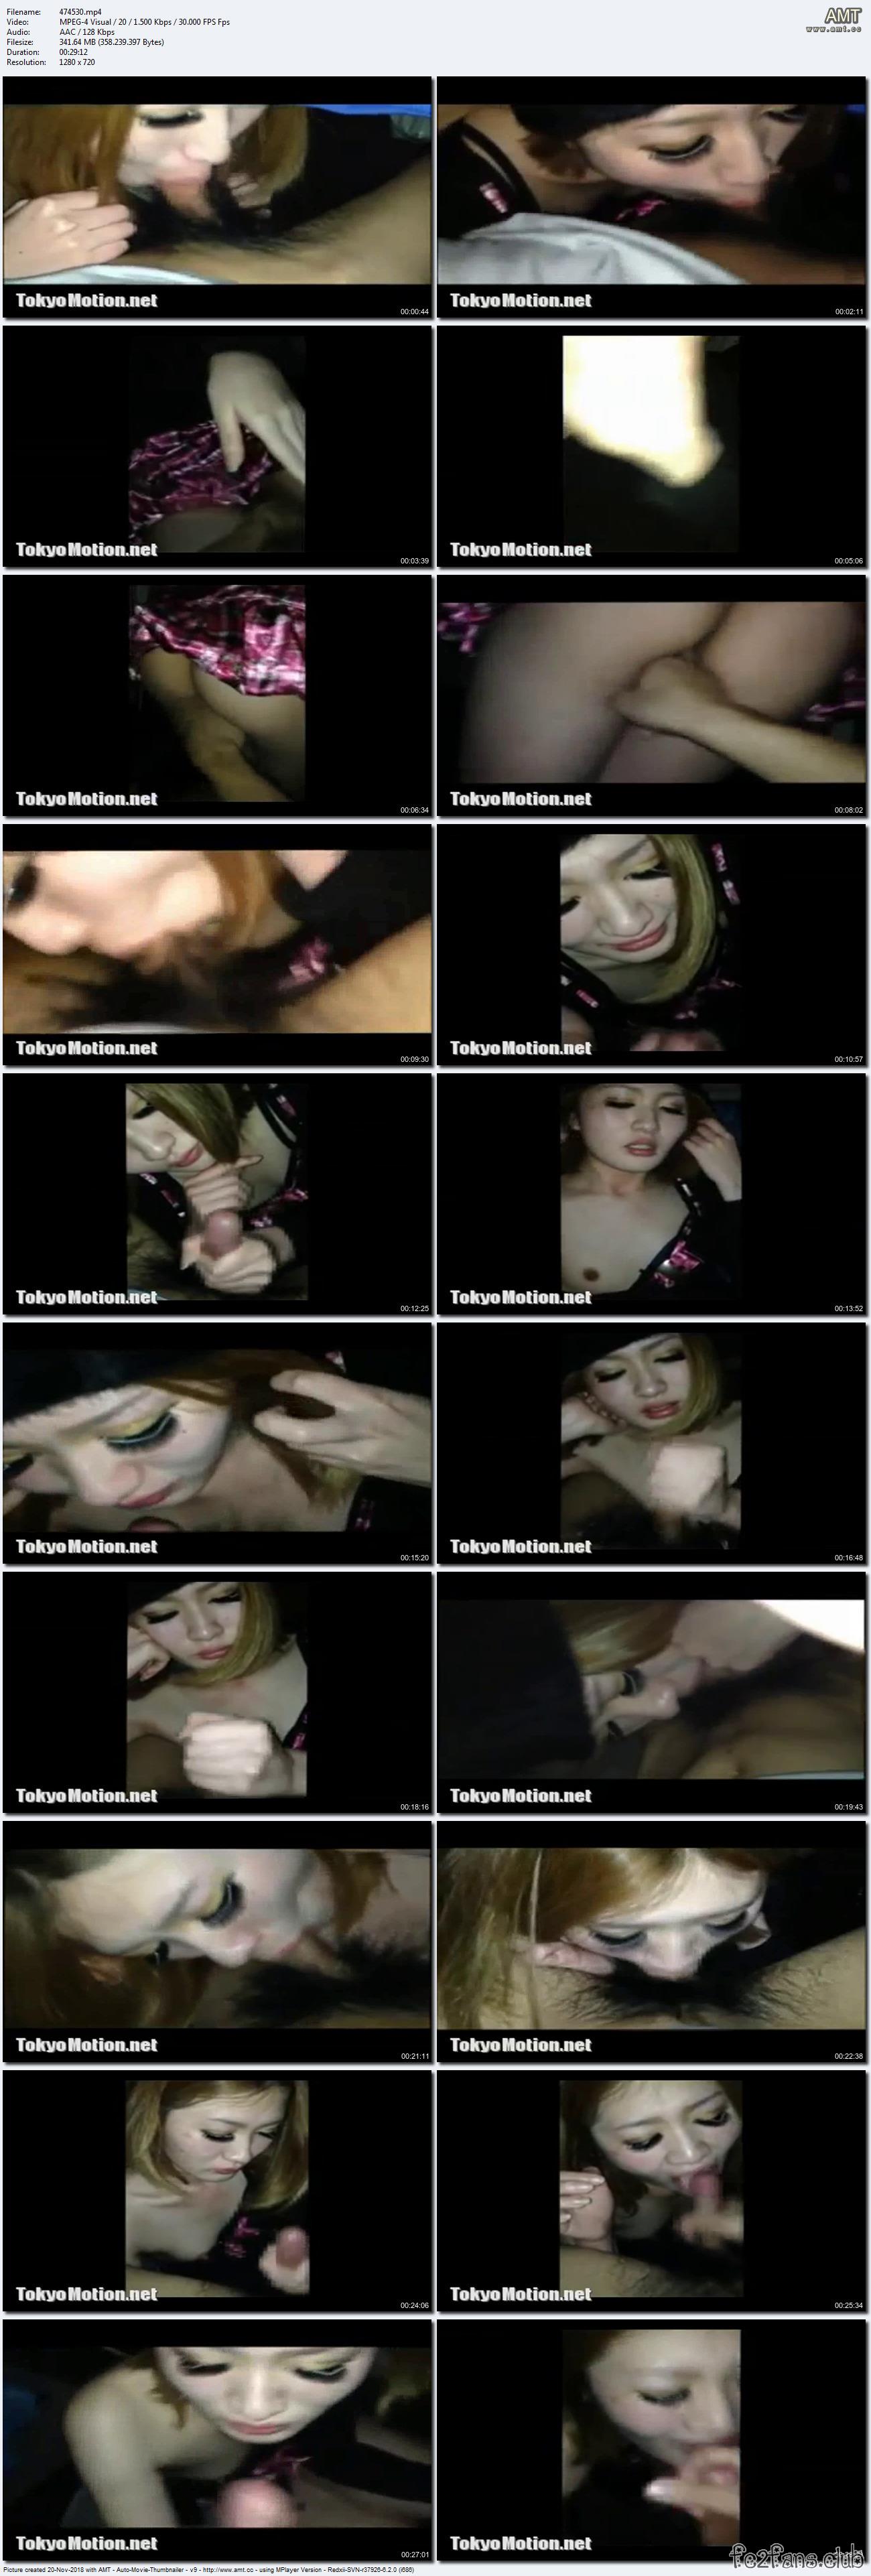 Filename: 474530.mp4
Video: MPEG-4 Visual / 20 / 1.500 Kbps / 30.000 FPS Fps
Audio: AAC / 128 Kbps
Filesize: 341.64 MB (358.239.397 Bytes)
Duration: 00:29:12
Resolution: 1280 x 720
AMT
www.amt.cc
TokyoMotion.net
00:00:44
TokyoMotion.net
00:02:11
TokyoMotion.net
00:03:39
TokyoMotion.net
00:05:06
TokyoMotion.net
00:06:34
TokyoMotion.net
00:08:02
TokyoMotion.net
00:09:30
TokyoMotion.net
00:10:57
TokyoMotion.net
00:12:25
TokyoMotion.net
00:13:52
TokyoMotion.net
00:15:20
TokyoMotion.net
00:16:48
TokyoMotion.net
00:18:16
TokyoMotion.net
00:19:43
TokyoMotion.net
00:21:11
TokyoMotion.net
00:22:38
TokyoMotion.net
00:24:06
TokyoMotion.net
00:25:34
TokyoMotion.net
00:27:01
TokyoMotion.net
fc2fans.club
Picture created 20-Nov-2018 with AMT - Auto-Movie-Thumbnailer - v9 - http://www.amt.cc - using MPlayer Version - Redxii-SVN-r37926-6.2.0 (i686)